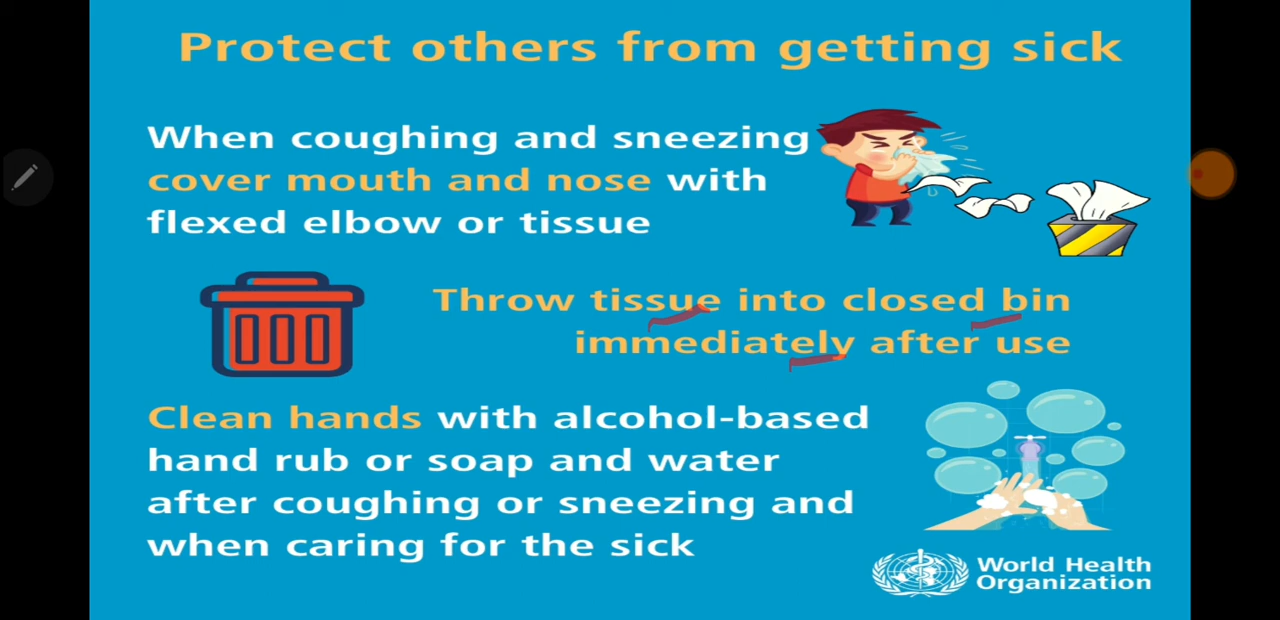 Protect others from getting sick
When coughing and sneezing
cover mouth and nose with
flexed elbow or tissue
Throw tissue into closed bin
immediately after use
Clean hands with alcohol-based
hand rub or soap and water
after coughing or sneezing and
when caring for the sick
World Health
Organization